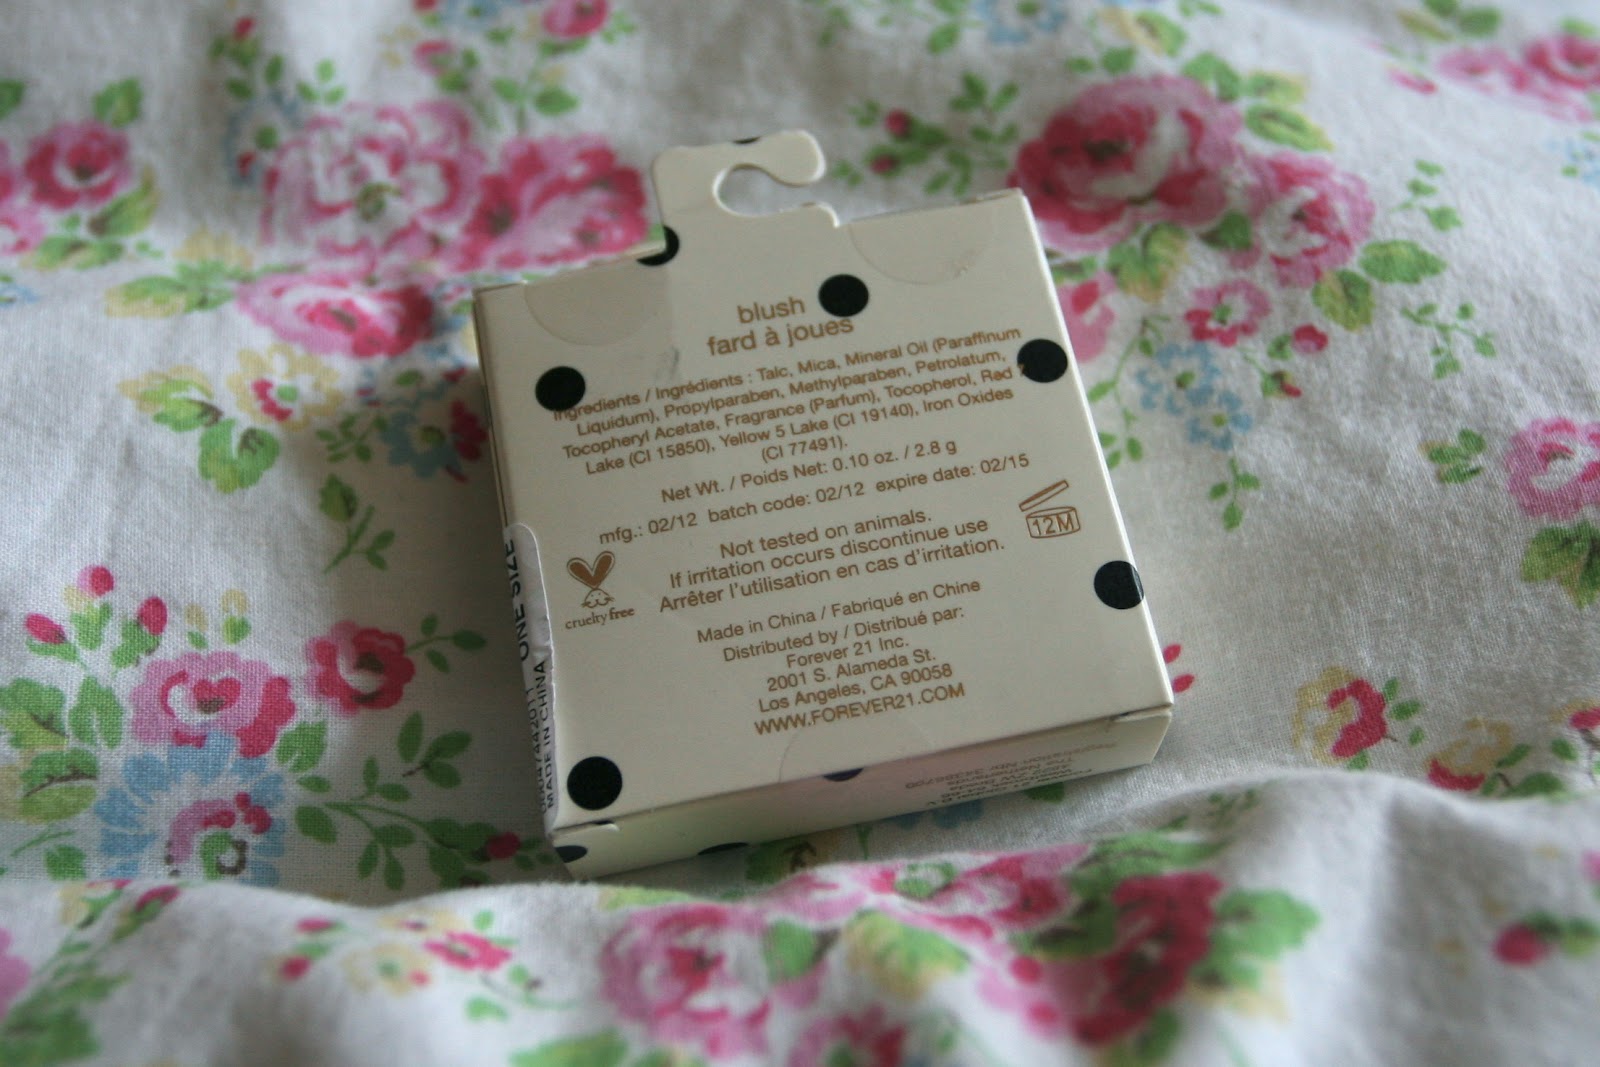 blush
fard à joues
Ingredients / Ingrédients : Talc, Mica, Mineral Oil (Paraffinum
Liquidum), Propylparaben, Methylparaben, Petrolatum,
Tocopheryl Acetate, Fragrance (Parfum), Tocopherol, Red
Lake (CI 15850), Yellow 5 Lake (CI 19140), Iron Oxides
(CI 77491).
Net Wt. / Poids Net: 0.10 oz. / 2.8 g
mfg.: 02/12 batch code: 02/12 expire date: 02/15
Not tested on animals.
If irritation occurs discontinue use
Arrêter l'utilisation en cas d'irritation.
12M
cruelty free
Made in China / Fabriqué en Chine
Distributed by / Distribué par:
Forever 21 Inc.
2001 S. Alameda St.
Los Angeles, CA 90058
WWW.FOREVER21.COM
ONE SIZE
MADE IN CHINA
The Netherlands